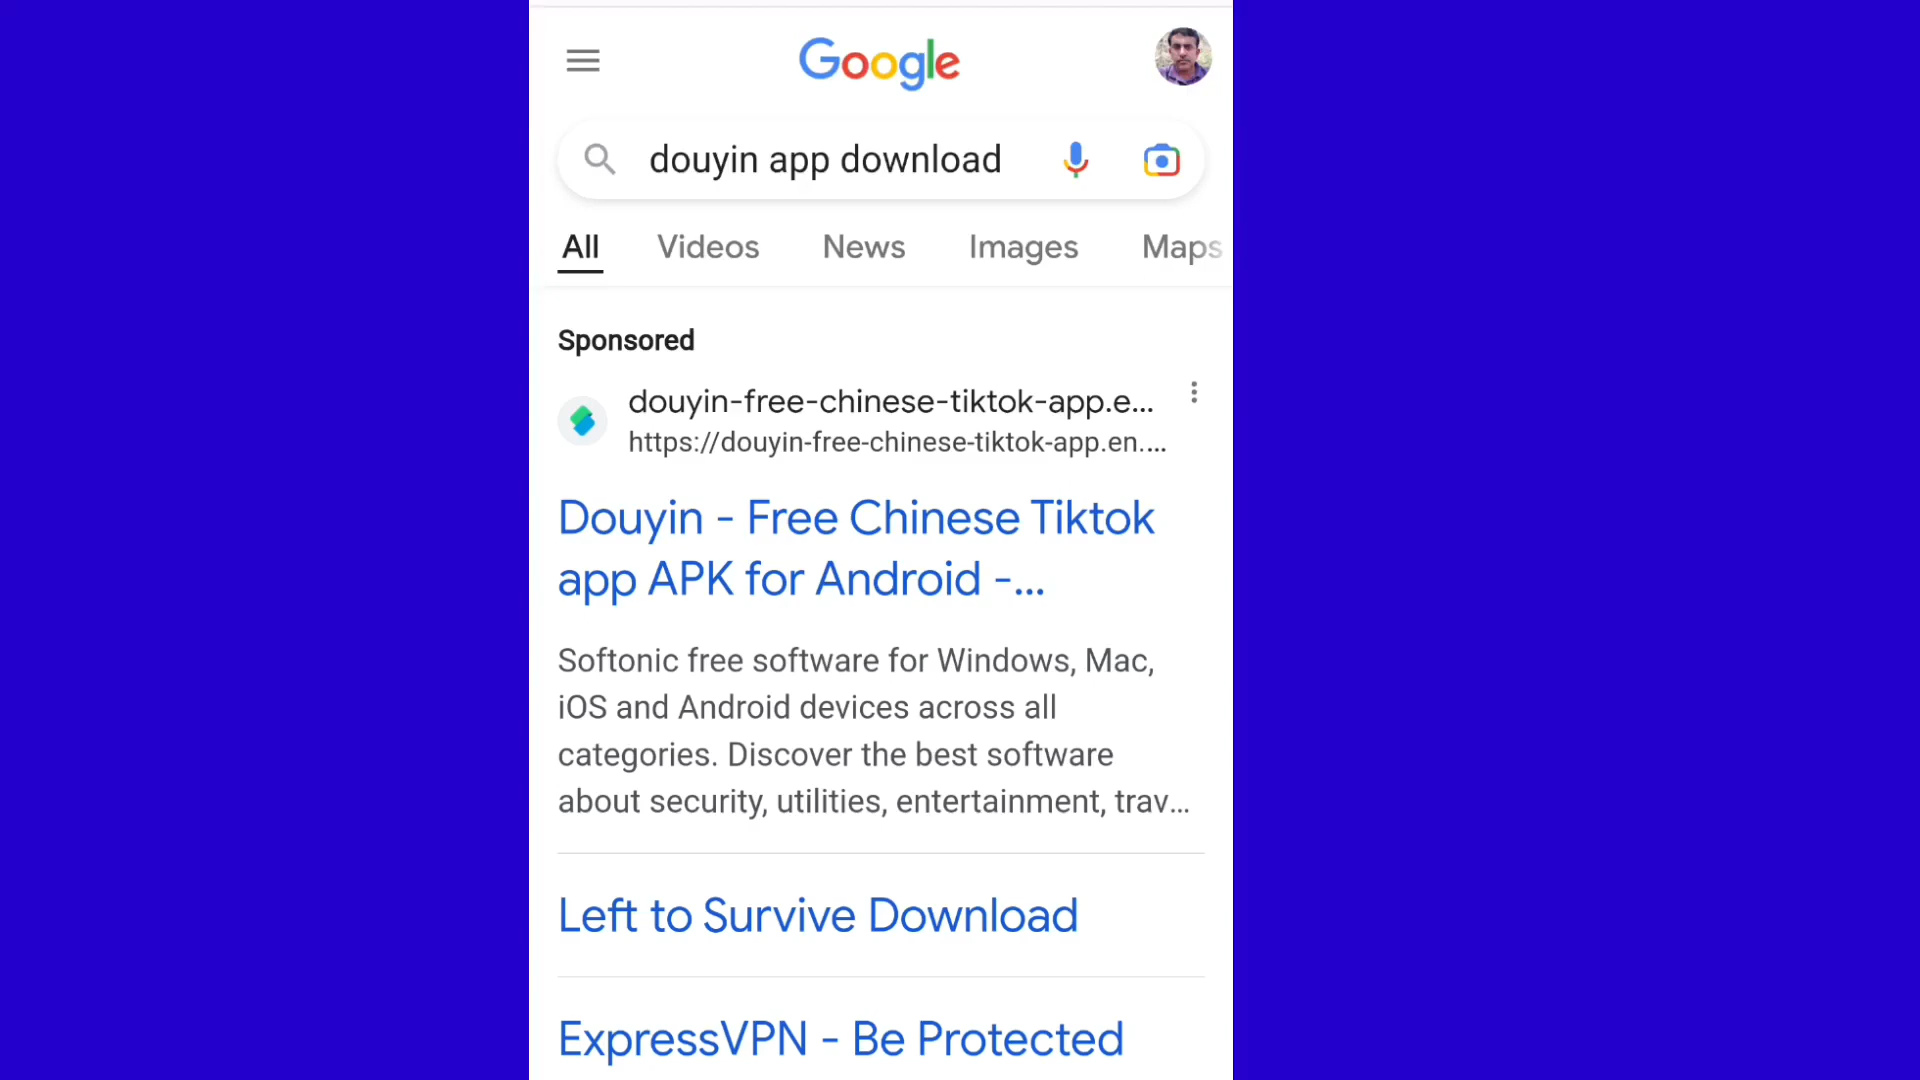 Google
douyin app download
All Videos News Images Maps
Sponsored
douyin-free-chinese-tiktok-app.e...
https://douyin-free-chinese-tiktok-app.en....
Douyin - Free Chinese Tiktok
app APK for Android -...
Softonic free software for Windows, Mac,
iOS and Android devices across all
categories. Discover the best software
about security, utilities, entertainment, trav...
Left to Survive Download
ExpressVPN - Be Protected